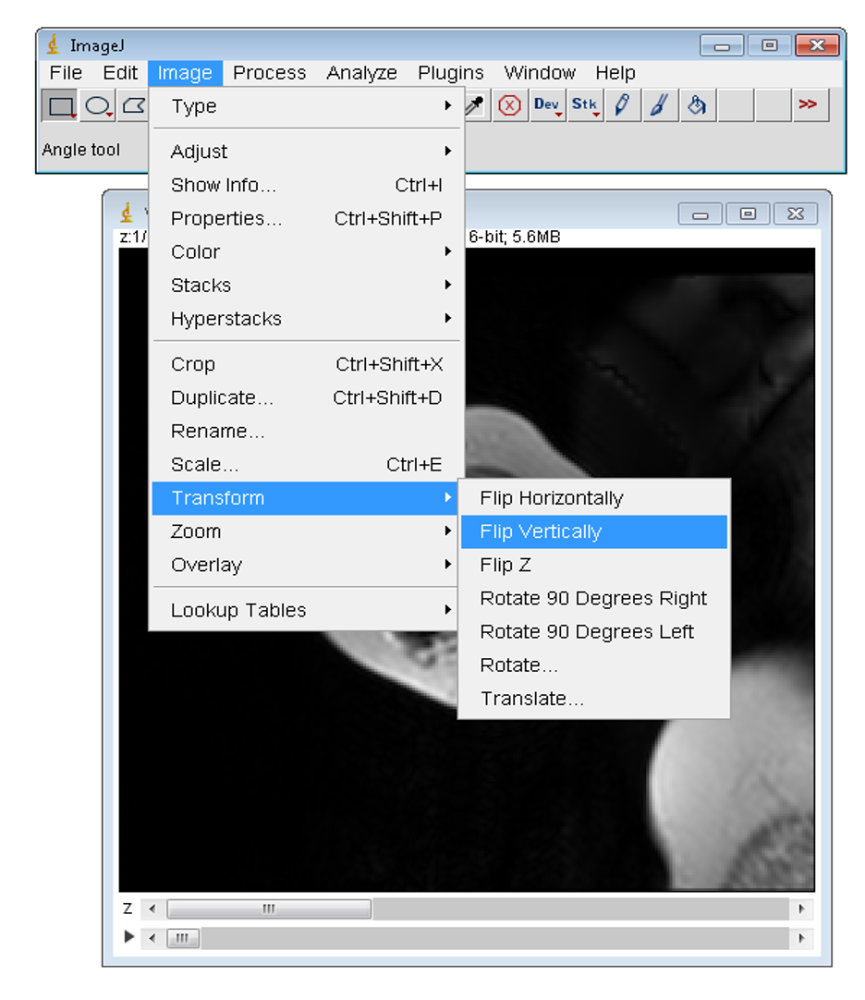 ImageJ
File Edit Image Process Analyze Plugins Window Help
Dev Stk >>
Angle tool
Type
Adjust
Show Info... Ctrl+I
Properties... Ctrl+Shift+P
Color
Stacks
Hyperstacks
Crop Ctrl+Shift+X
Duplicate... Ctrl+Shift+D
Rename...
Scale... Ctrl+E
Transform
Zoom
Overlay
Lookup Tables
Flip Horizontally
Flip Vertically
Flip Z
Rotate 90 Degrees Right
Rotate 90 Degrees Left
Rotate...
Translate...
z:1/ 6-bit; 5.6MB
Z